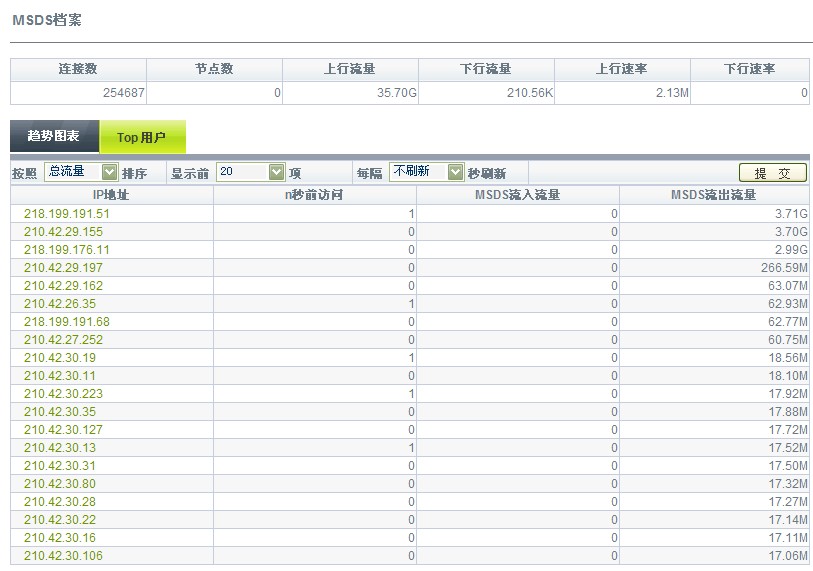 MSDS档案
连接数 节点数 上行流量 下行流量 上行速率 下行速率
254687 0 35.70G 210.56K 2.13M 0
趋势图表 Top 用户
按照 总流量 排序 显示前 20 项 每隔 不刷新 秒刷新 提 交
IP地址 n秒前访问 MSDS流入流量 MSDS流出流量
218.199.191.51 1 0 3.71G
210.42.29.155 0 0 3.70G
218.199.176.11 0 0 2.99G
210.42.29.197 0 0 266.59M
210.42.29.162 0 0 63.07M
210.42.26.35 1 0 62.93M
218.199.191.68 0 0 62.77M
210.42.27.252 0 0 60.75M
210.42.30.19 1 0 18.56M
210.42.30.11 0 0 18.10M
210.42.30.223 1 0 17.92M
210.42.30.35 0 0 17.88M
210.42.30.127 0 0 17.72M
210.42.30.13 1 0 17.52M
210.42.30.31 0 0 17.50M
210.42.30.80 0 0 17.32M
210.42.30.28 0 0 17.27M
210.42.30.22 0 0 17.14M
210.42.30.16 0 0 17.11M
210.42.30.106 0 0 17.06M